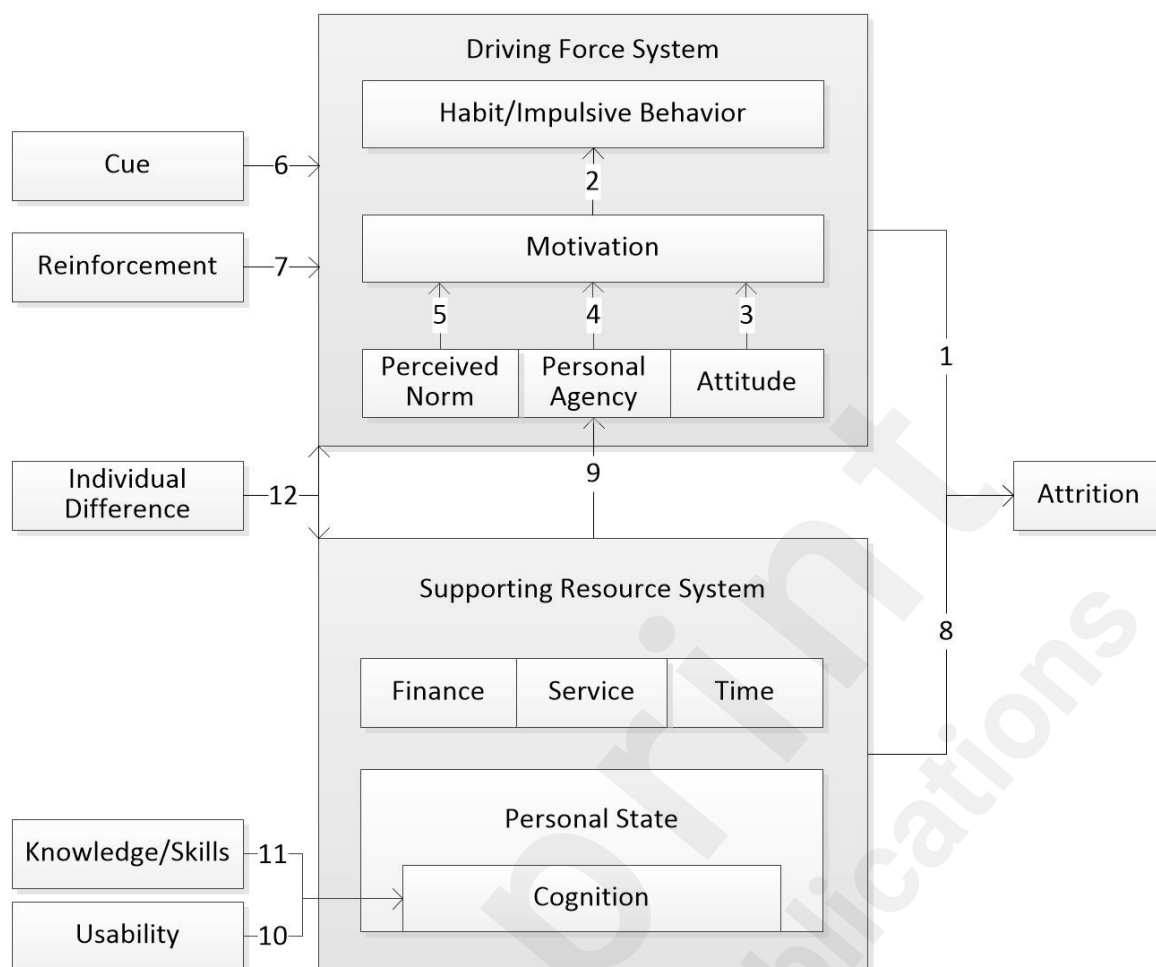 Driving Force System
Habit/Impulsive Behavior
Cue
6
2
Motivation
Reinforcement
7
5
4
3
1
Perceived
Norm
Personal
Agency
Attitude
Individual
Difference
12
9
Attrition
Supporting Resource System
8
Finance
Service
Time
Personal State
Knowledge/Skills
11
Cognition
Usability
10
print